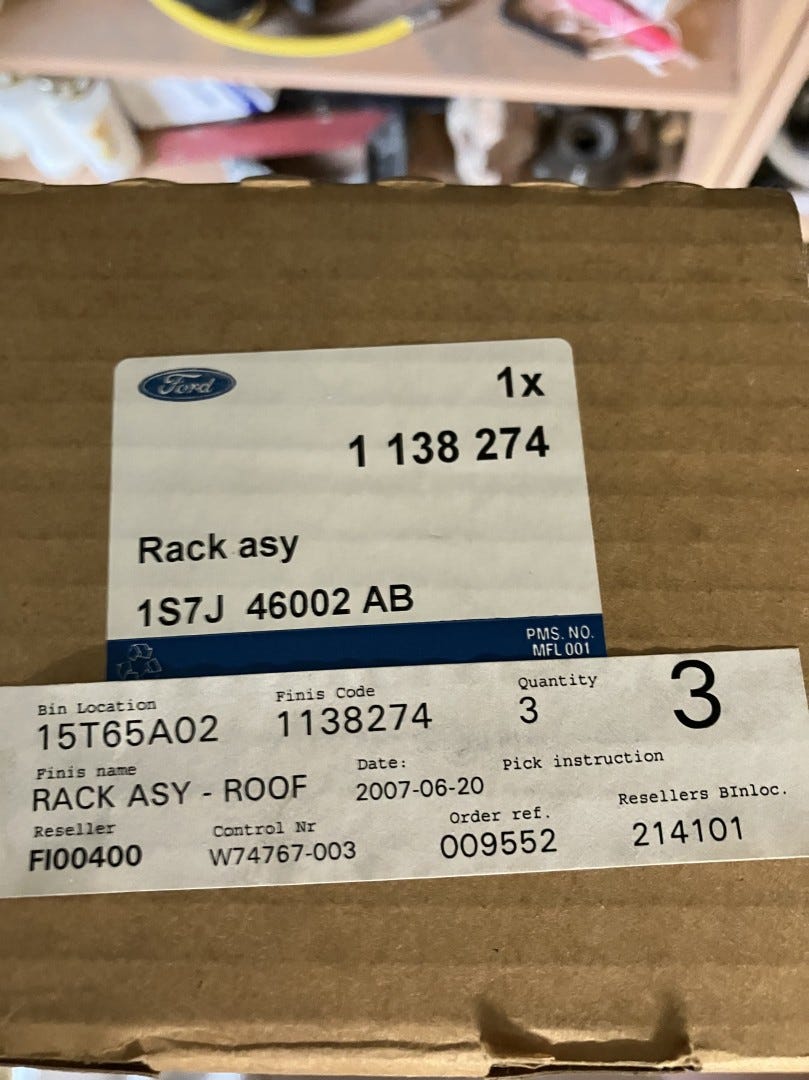 Ford
1x
1 138 274
Rack asy
1S7J 46002 AB
PMS. NO.
MFL 001
Bin Location Finis Code Quantity
15T65A02 1138274 3 3
Finis name Date: Pick instruction
RACK ASY - ROOF 2007-06-20
Reseller Control Nr Order ref. Resellers BInloc.
FI00400 W74767-003 009552 214101